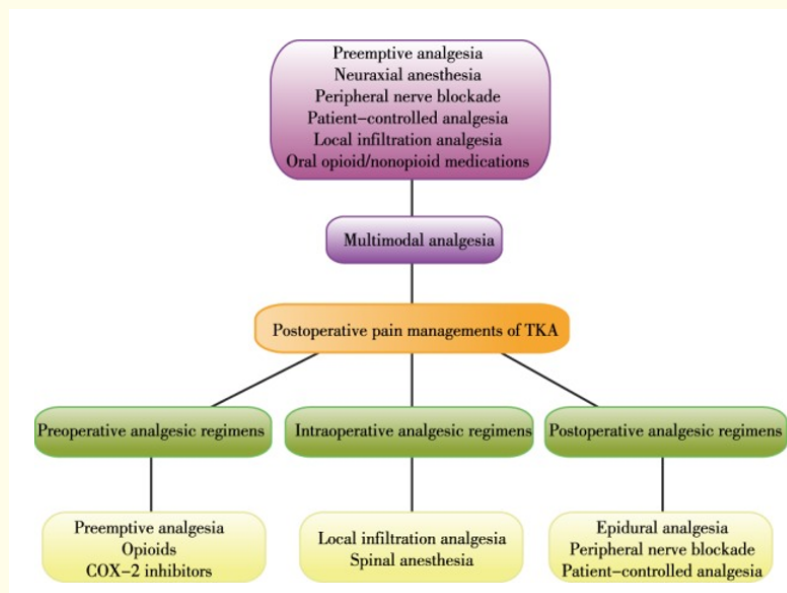 Preemptive analgesia
Neuraxial anesthesia
Peripheral nerve blockade
Patient-controlled analgesia
Local infiltration analgesia
Oral opioid/nonopioid medications
Multimodal analgesia
Postoperative pain managements of TKA
Preoperative analgesic regimens
Intraoperative analgesic regimens
Postoperative analgesic regimens
Preemptive analgesia
Opioids
COX-2 inhibitors
Local infiltration analgesia
Spinal anesthesia
Epidural analgesia
Peripheral nerve blockade
Patient-controlled analgesia